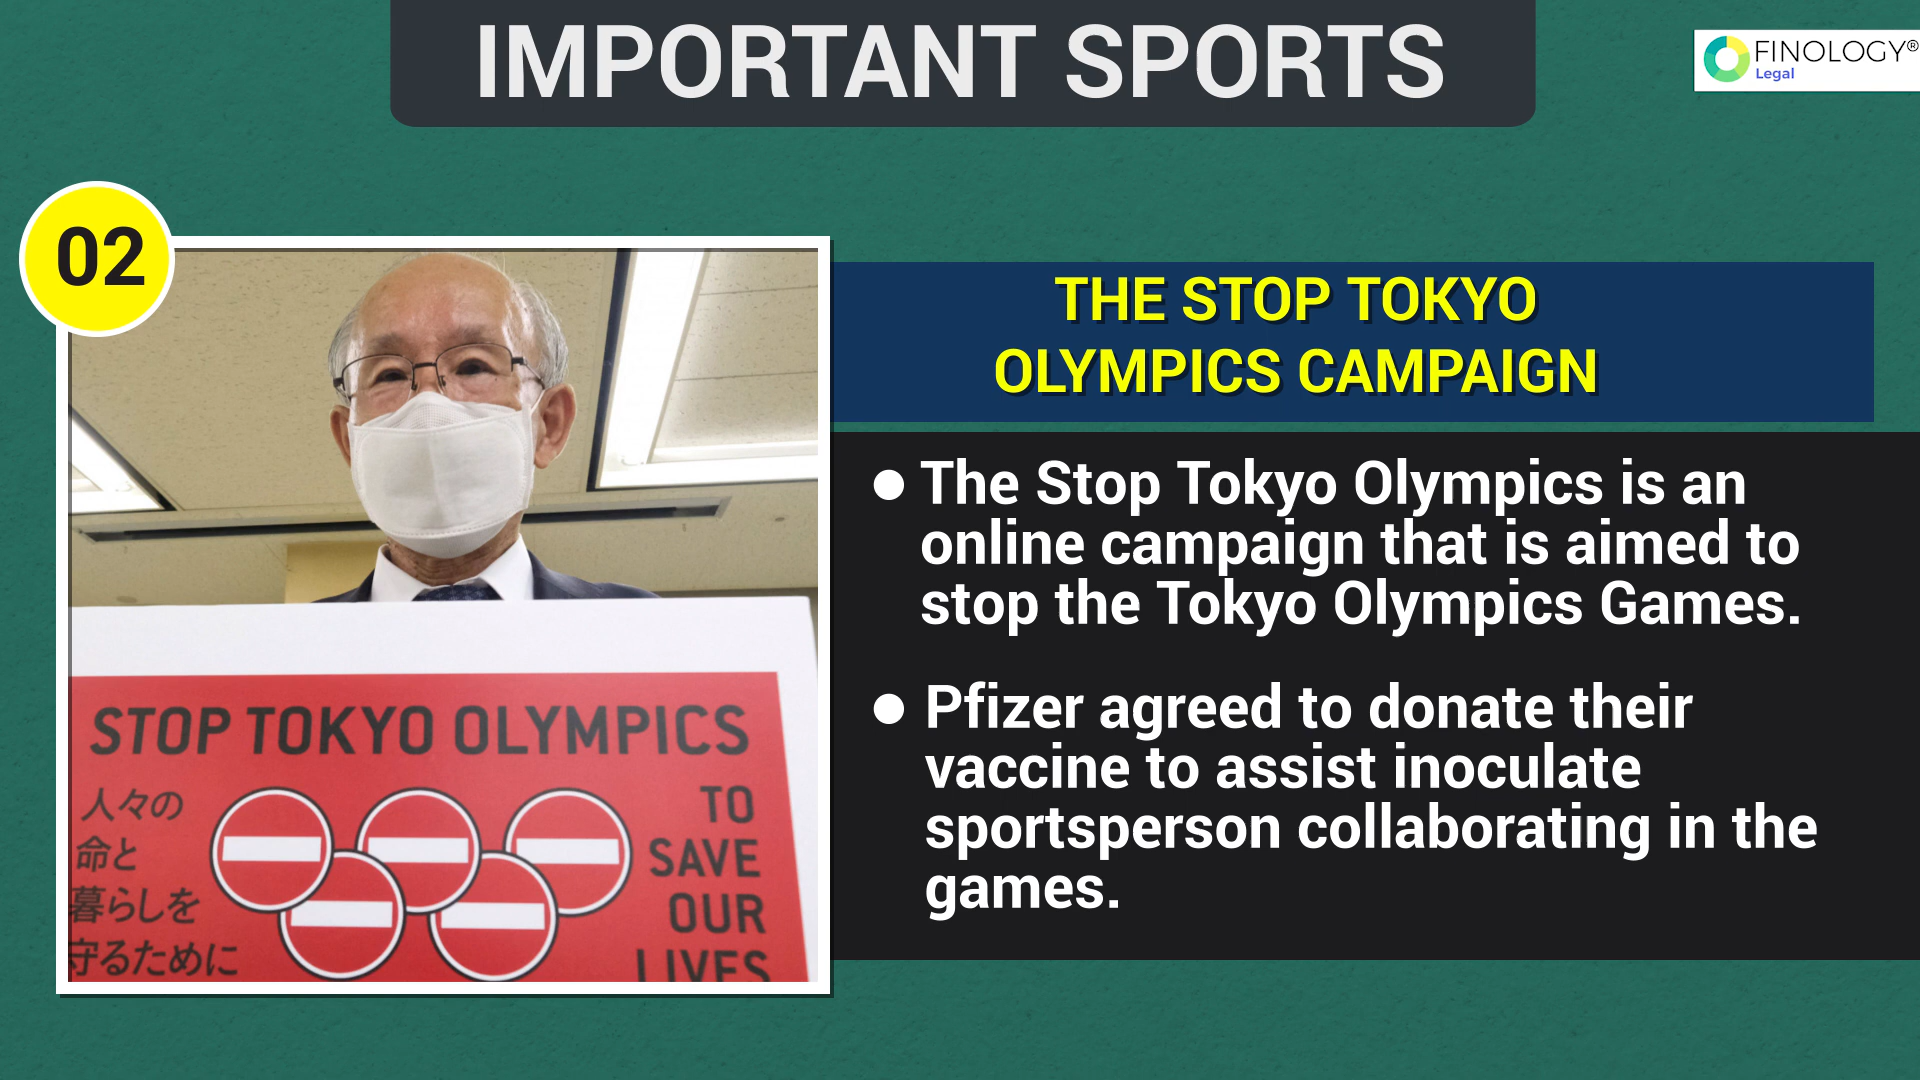 IMPORTANT SPORTS
FINOLOGY®
Legal
02
THE STOP TOKYO
OLYMPICS CAMPAIGN
● The Stop Tokyo Olympics is an
online campaign that is aimed to
stop the Tokyo Olympics Games.
● Pfizer agreed to donate their
vaccine to assist inoculate
sportsperson collaborating in the
games.
STOP TOKYO OLYMPICS
人々の
命と
暮らしを
守るために
TO
SAVE
OUR
LIVES